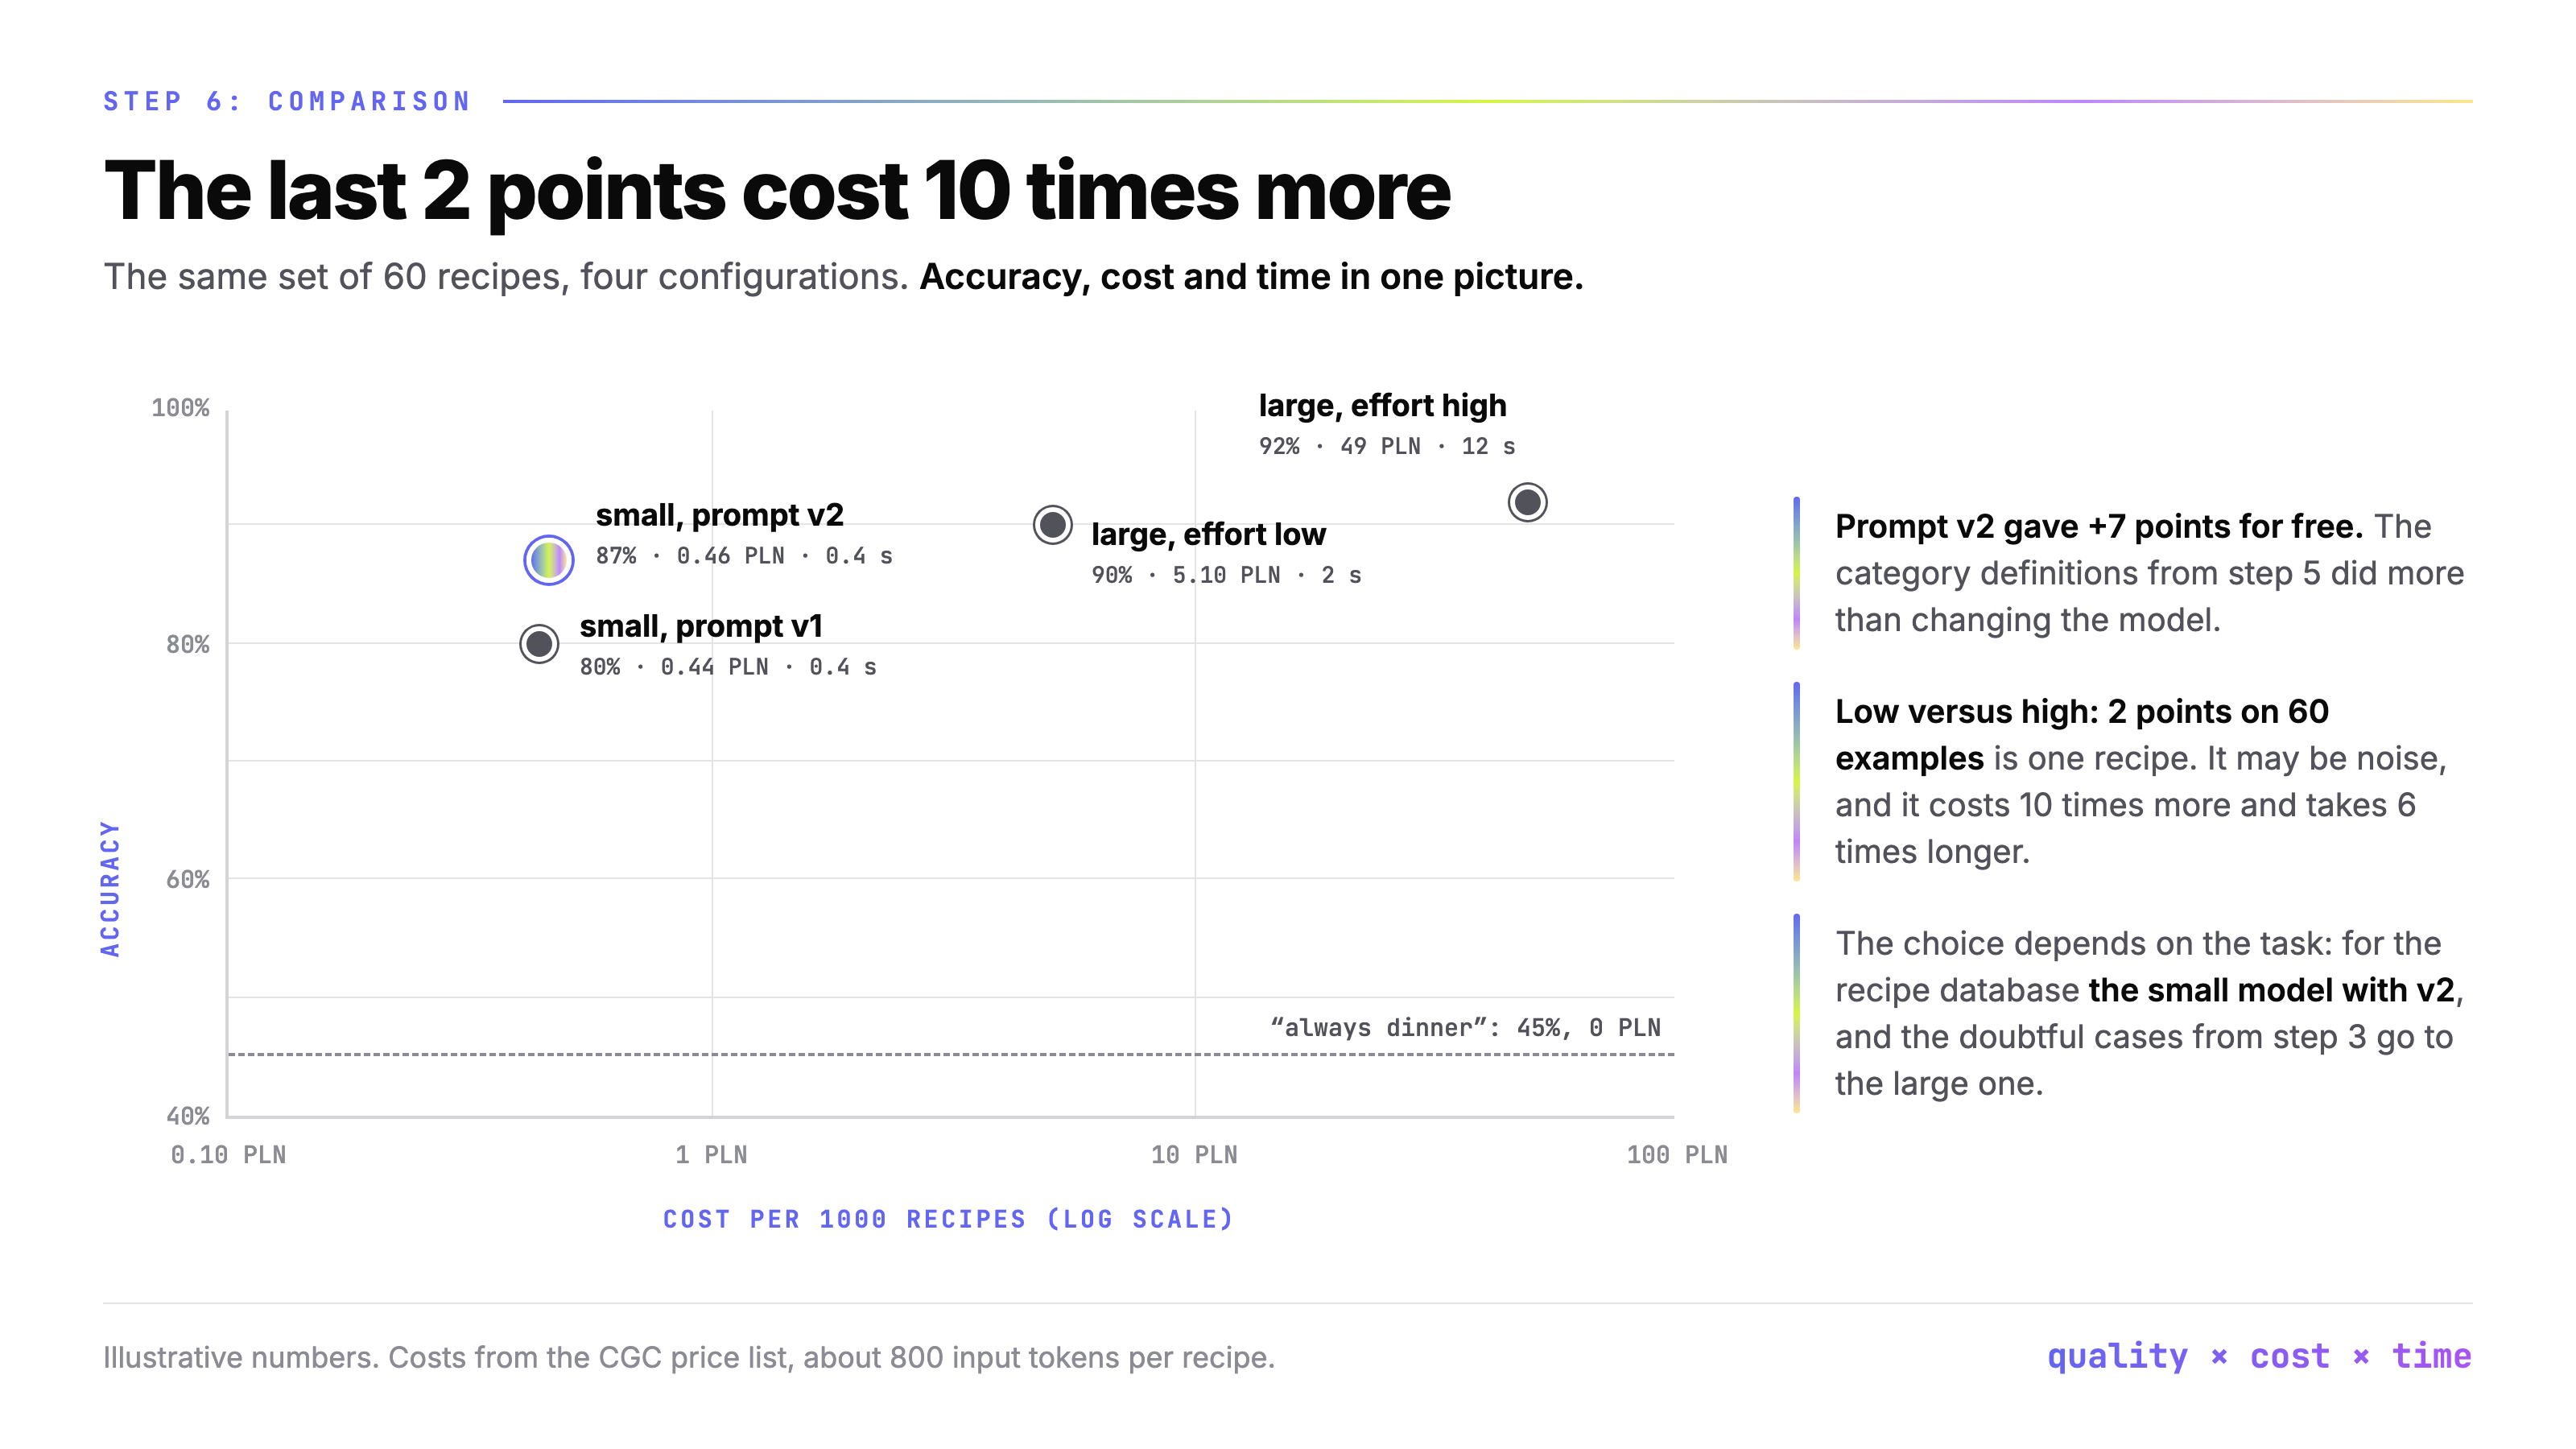 STEP 6: COMPARISON
The last 2 points cost 10 times more
The same set of 60 recipes, four configurations. Accuracy, cost and time in one picture.
100%
80%
60%
40%
ACCURACY
large, effort high
92% · 49 PLN · 12 s
small, prompt v2
87% · 0.46 PLN · 0.4 s
large, effort low
90% · 5.10 PLN · 2 s
small, prompt v1
80% · 0.44 PLN · 0.4 s
“always dinner”: 45%, 0 PLN
0.10 PLN
1 PLN
10 PLN
100 PLN
COST PER 1000 RECIPES (LOG SCALE)
Prompt v2 gave +7 points for free. The
category definitions from step 5 did more
than changing the model.
Low versus high: 2 points on 60
examples is one recipe. It may be noise,
and it costs 10 times more and takes 6
times longer.
The choice depends on the task: for the
recipe database the small model with v2,
and the doubtful cases from step 3 go to
the large one.
Illustrative numbers. Costs from the CGC price list, about 800 input tokens per recipe.
quality × cost × time